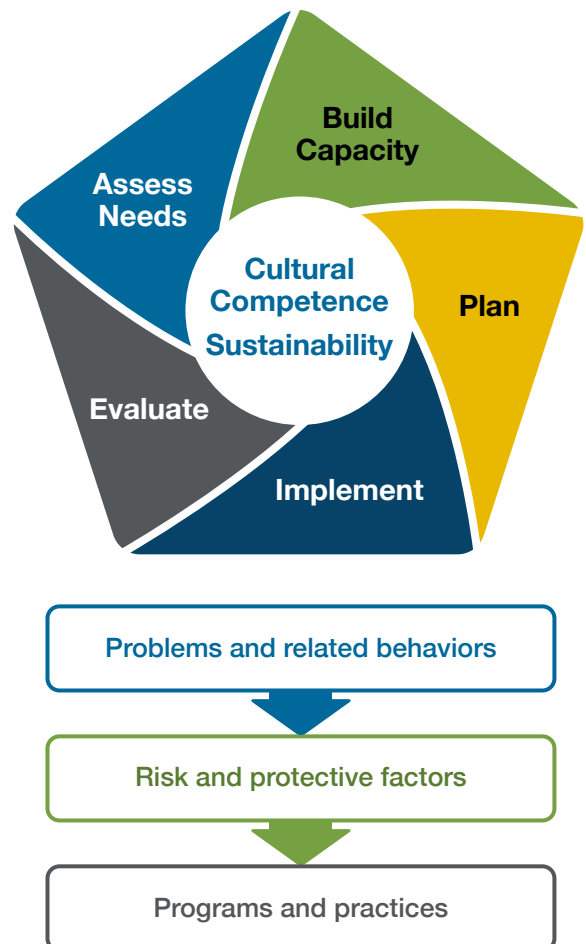 Build
Capacity
Assess
Needs
Cultural
Competence
Sustainability
Plan
Evaluate
Implement
Problems and related behaviors
Risk and protective factors
Programs and practices